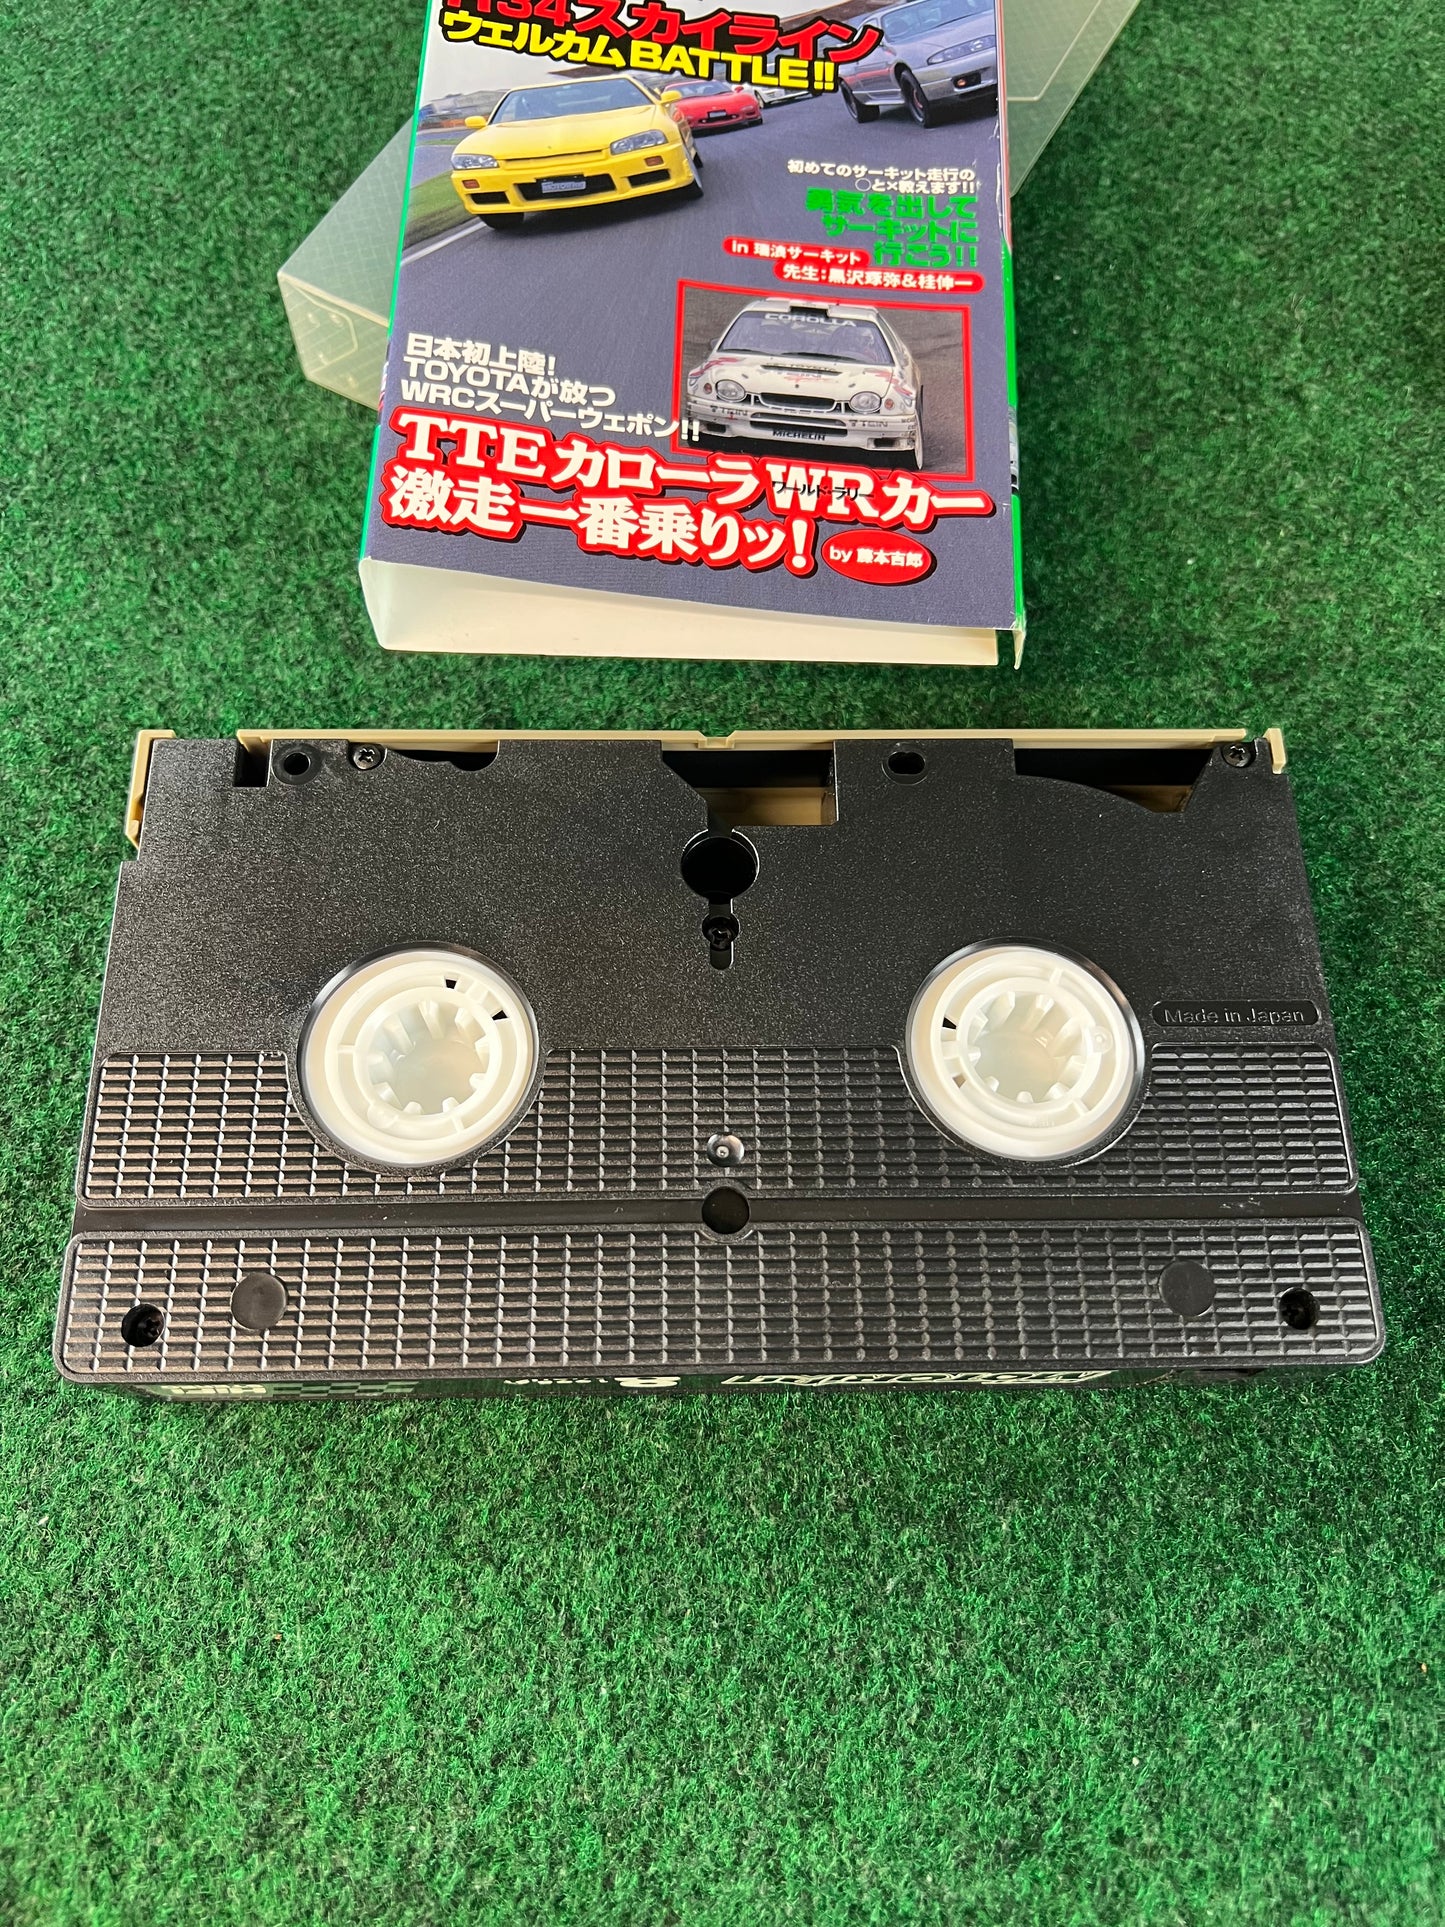 R34スカイライン
ウェルカムBATTLE!!
初めてのサーキット走行の
○と×教えます!!
勇気を出して
サーキットに
行こう!!
in 瑞浪サーキット
先生:黒沢琢弥&桂伸一
COROLLA
TOYOTA
TEIN
MICHELIN
TEIN
日本初上陸!
TOYOTAが放つ
WRCスーパーウェポン!!
TTEカローラWRカー
ワールド・ラリー
激走一番乗りッ!
by 藤本吉郎
Made in Japan